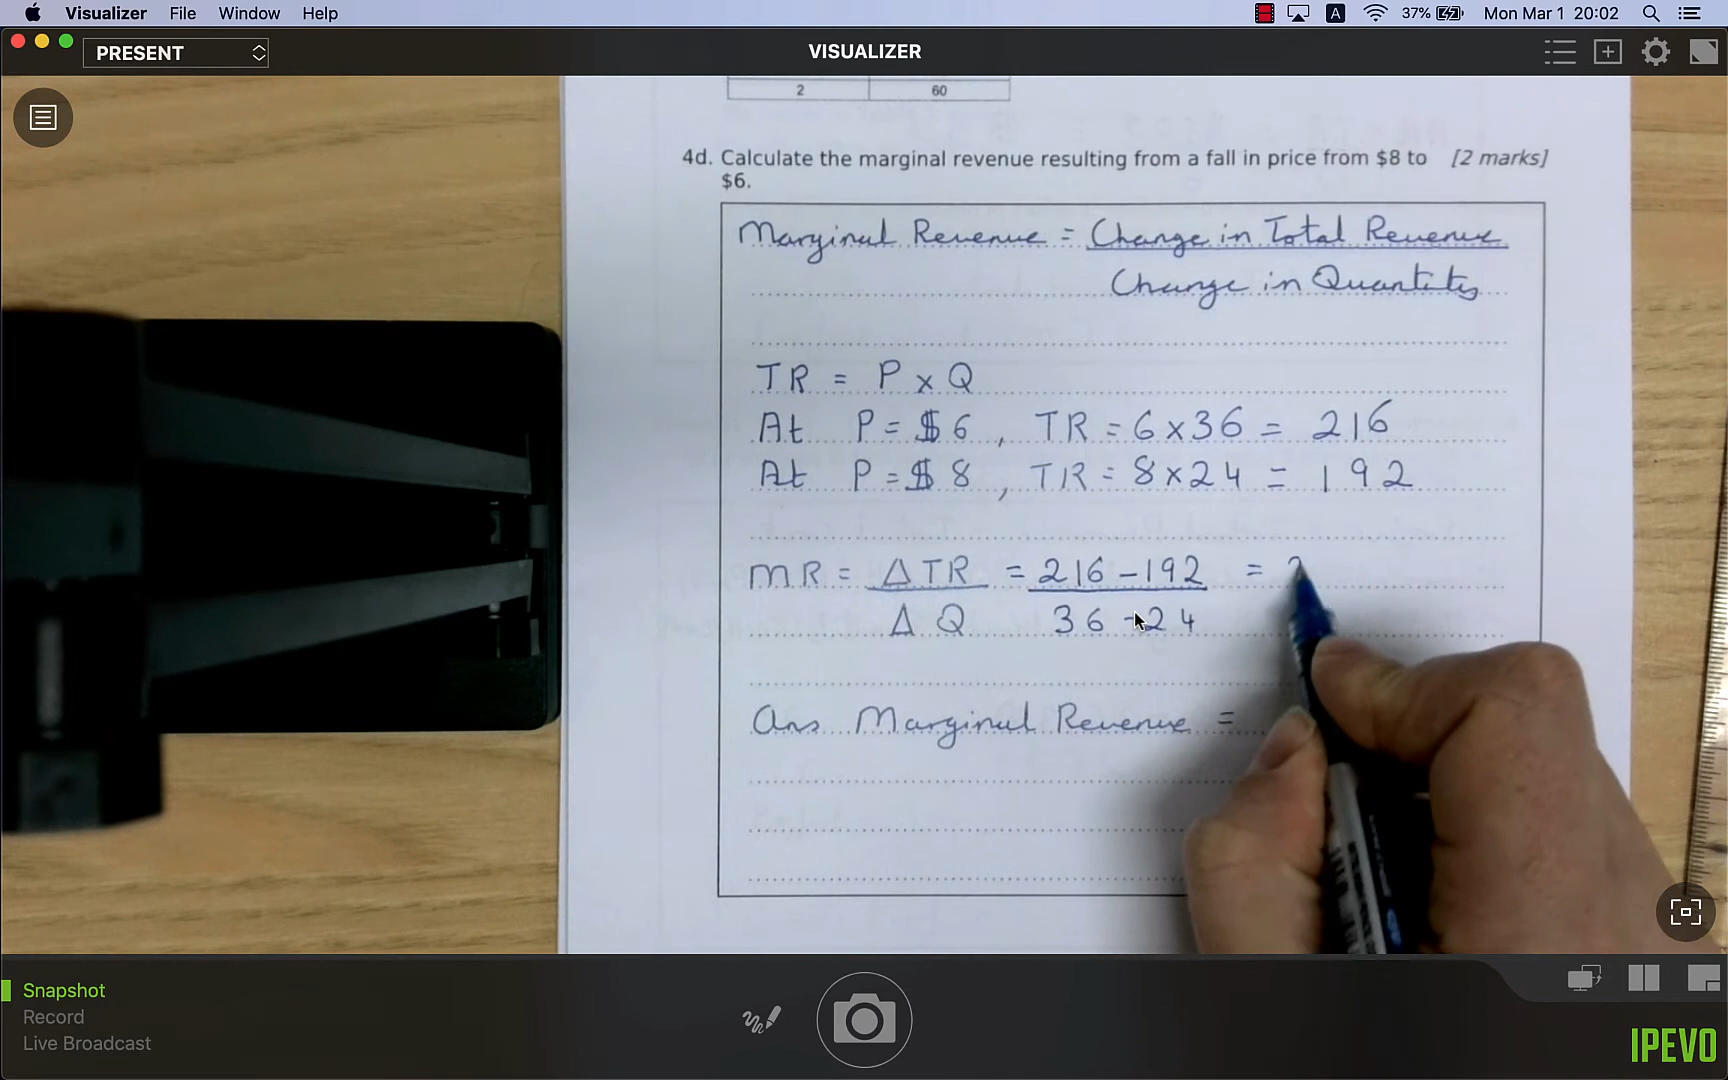 Visualizer File Window Help A 37% Mon Mar 1 20:02
PRESENT VISUALIZER
2 60
4d. Calculate the marginal revenue resulting from a fall in price from $8 to [2 marks]
$6.
Marginal Revenue = Change in Total Revenue
Change in Quantity
TR = P x Q
At P = $6, TR = 6 x 36 = 216
At P = $8, TR = 8 x 24 = 192
MR = Δ TR = 216 - 192 = 2
Δ Q 36 - 24
Ans Marginal Revenue =
Snapshot
Record
Live Broadcast
IPEVO